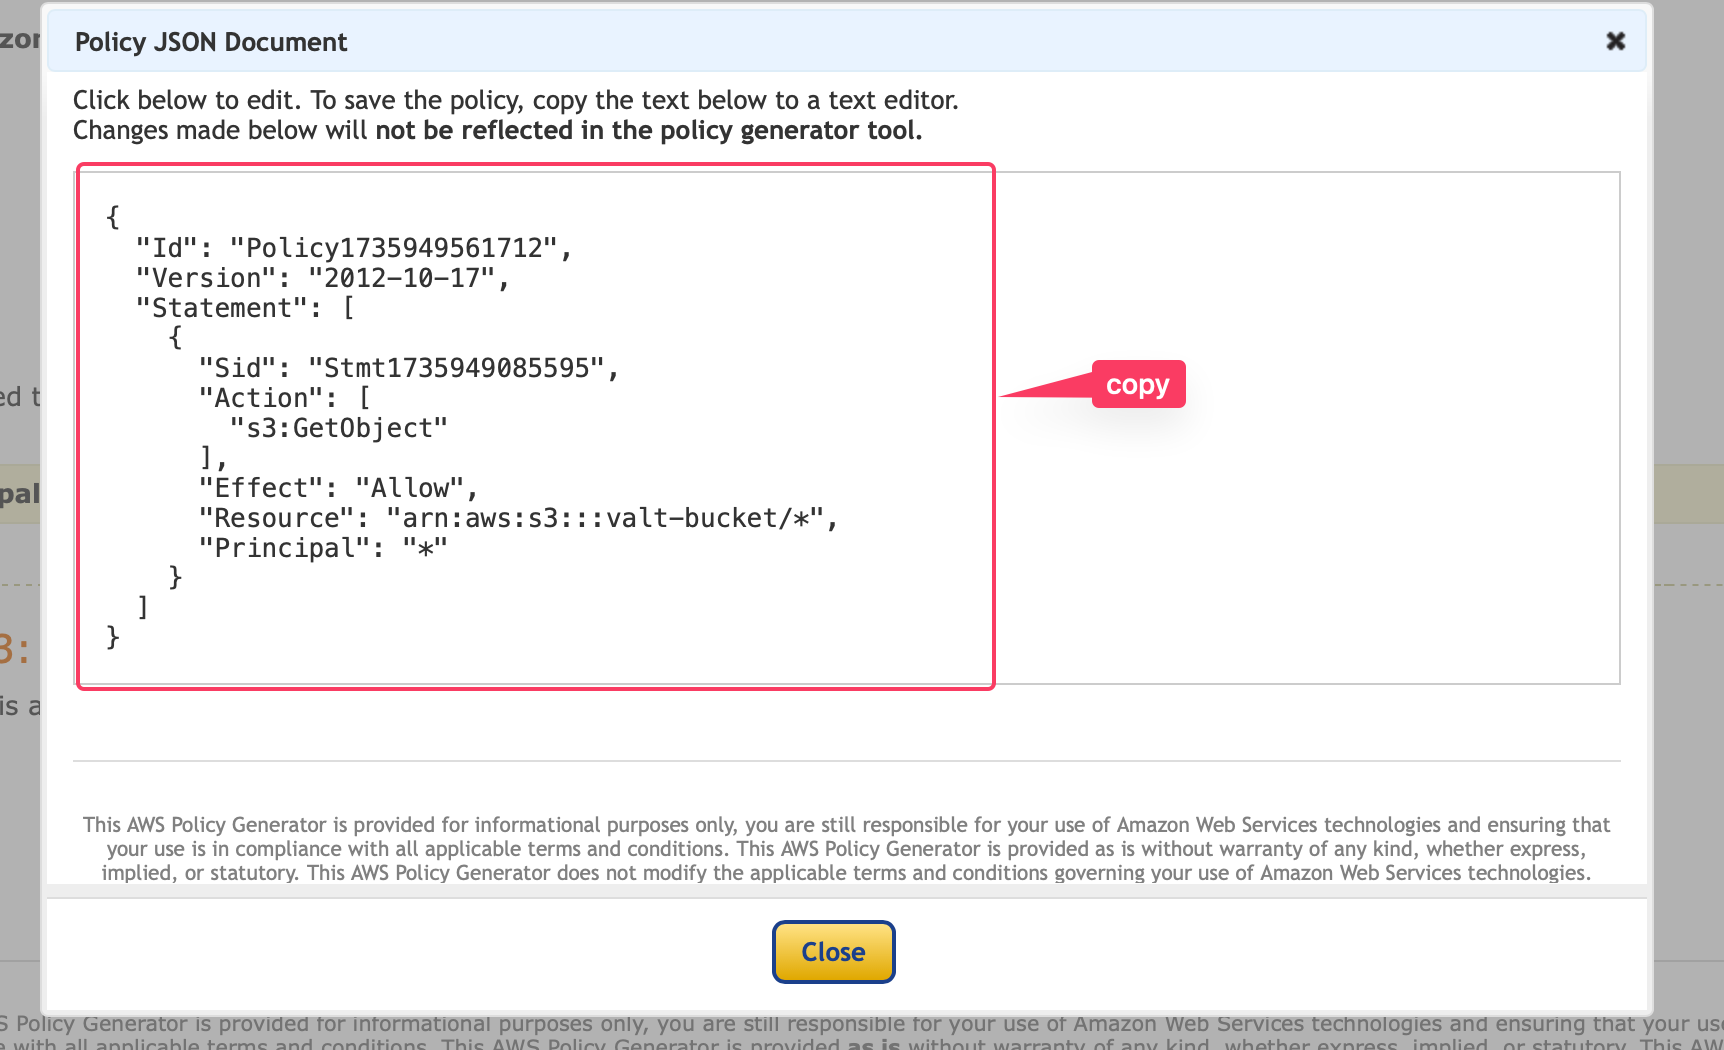 Policy JSON Document
Click below to edit. To save the policy, copy the text below to a text editor.
Changes made below will not be reflected in the policy generator tool.
{
  "Id": "Policy1735949561712",
  "Version": "2012-10-17",
  "Statement": [
    {
      "Sid": "Stmt1735949085595",
      "Action": [
        "s3:GetObject"
      ],
      "Effect": "Allow",
      "Resource": "arn:aws:s3:::valt-bucket/*",
      "Principal": "*"
    }
  ]
}
copy
This AWS Policy Generator is provided for informational purposes only, you are still responsible for your use of Amazon Web Services technologies and ensuring that
your use is in compliance with all applicable terms and conditions. This AWS Policy Generator is provided as is without warranty of any kind, whether express,
implied, or statutory. This AWS Policy Generator does not modify the applicable terms and conditions governing your use of Amazon Web Services technologies.
Close
S Policy Generator is provided for informational purposes only, you are still responsible for your use of Amazon Web Services technologies and ensuring that your us
with all applicable terms and conditions. This AWS Policy Generator is provided as is without warranty of any kind, whether express, implied, or statutory. This AW